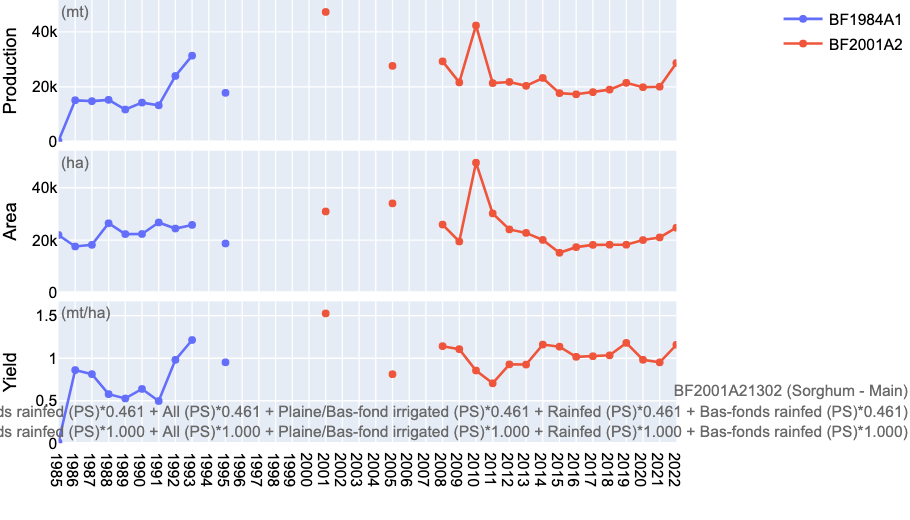 (mt)
BF1984A1
BF2001A2
Production
40k
20k
0
(ha)
Area
40k
20k
0
(mt/ha)
Yield
1.5
1
0.5
0
BF2001A21302 (Sorghum - Main)
ds rainfed (PS)*0.461 + All (PS)*0.461 + Plaine/Bas-fond irrigated (PS)*0.461 + Rainfed (PS)*0.461 + Bas-fonds rainfed (PS)*0.461)
ds rainfed (PS)*1.000 + All (PS)*1.000 + Plaine/Bas-fond irrigated (PS)*1.000 + Rainfed (PS)*1.000 + Bas-fonds rainfed (PS)*1.000)
1985
1986
1987
1988
1989
1990
1991
1992
1993
1994
1995
1996
1997
1998
1999
2000
2001
2002
2003
2004
2005
2006
2007
2008
2009
2010
2011
2012
2013
2014
2015
2016
2017
2018
2019
2020
2021
2022